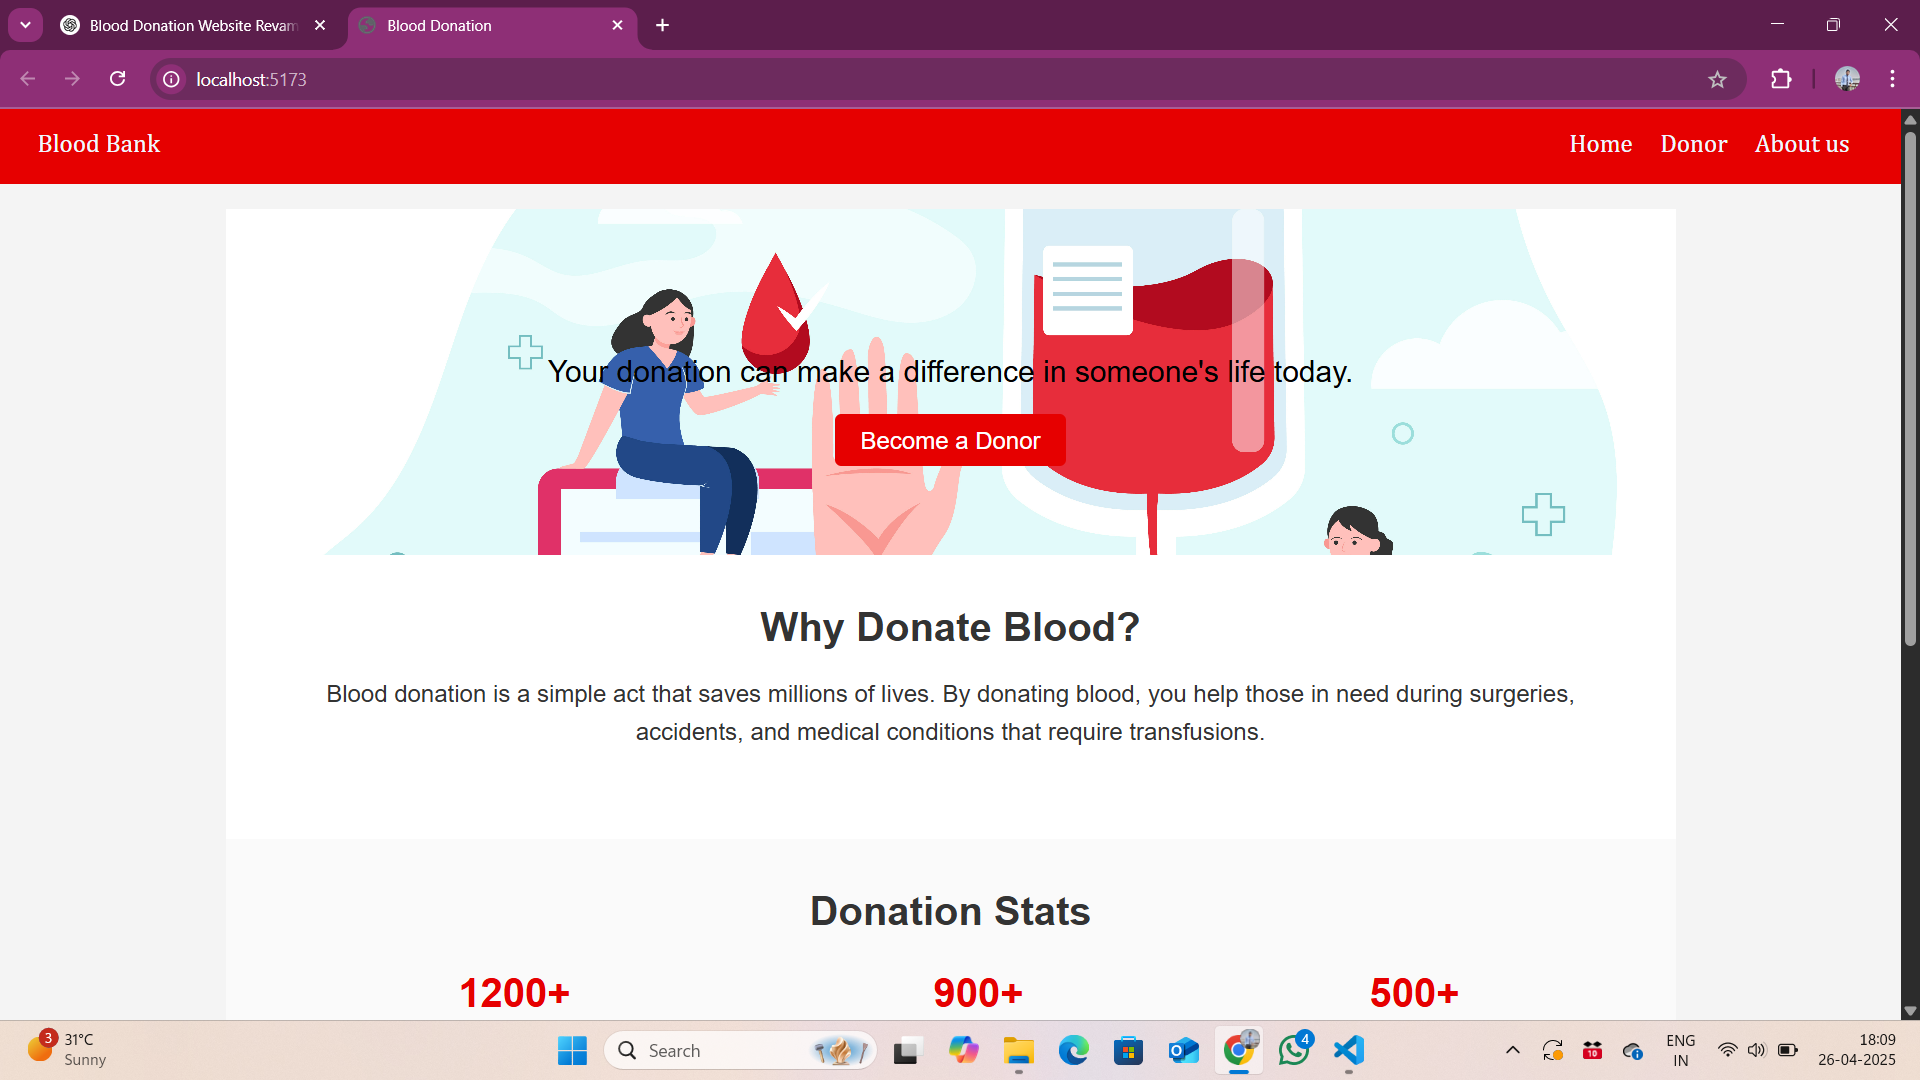 Blood Donation Website Revam
Blood Donation
localhost:5173
Blood Bank
Home Donor About us
Your donation can make a difference in someone's life today.
Become a Donor
Why Donate Blood?
Blood donation is a simple act that saves millions of lives. By donating blood, you help those in need during surgeries,
accidents, and medical conditions that require transfusions.
Donation Stats
1200+ 900+ 500+
3
31°C
Sunny
Search
4
10
ENG
IN
18:09
26-04-2025